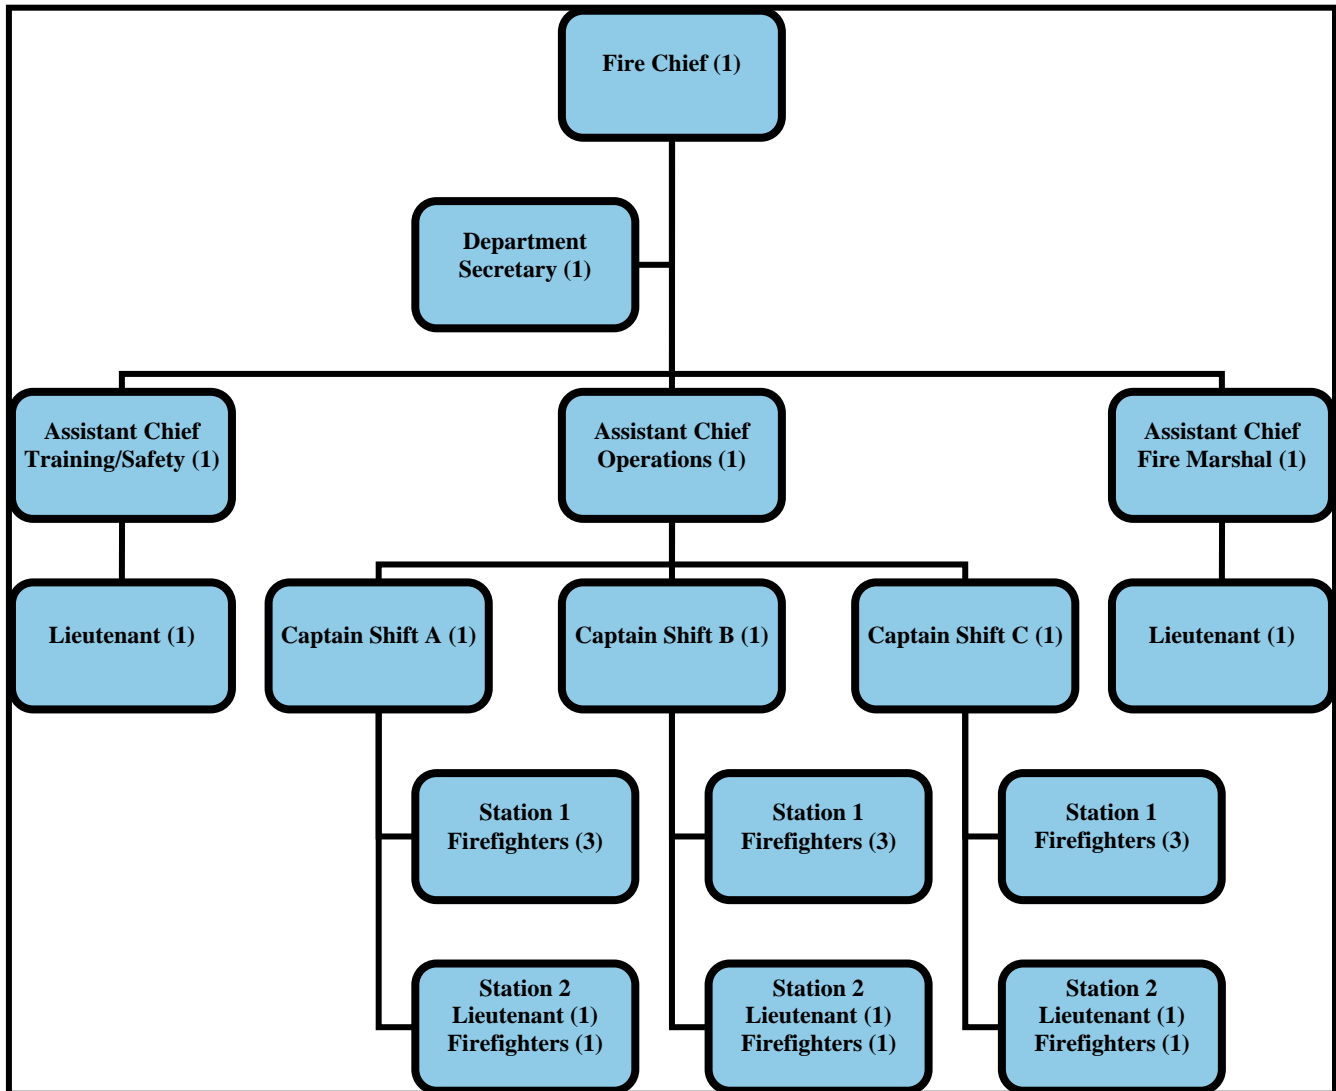 Fire Chief (1)
Department
Secretary (1)
Assistant Chief
Training/Safety (1)
Assistant Chief
Operations (1)
Assistant Chief
Fire Marshal (1)
Lieutenant (1)
Captain Shift A (1)
Captain Shift B (1)
Captain Shift C (1)
Lieutenant (1)
Station 1
Firefighters (3)
Station 1
Firefighters (3)
Station 1
Firefighters (3)
Station 2
Lieutenant (1)
Firefighters (1)
Station 2
Lieutenant (1)
Firefighters (1)
Station 2
Lieutenant (1)
Firefighters (1)